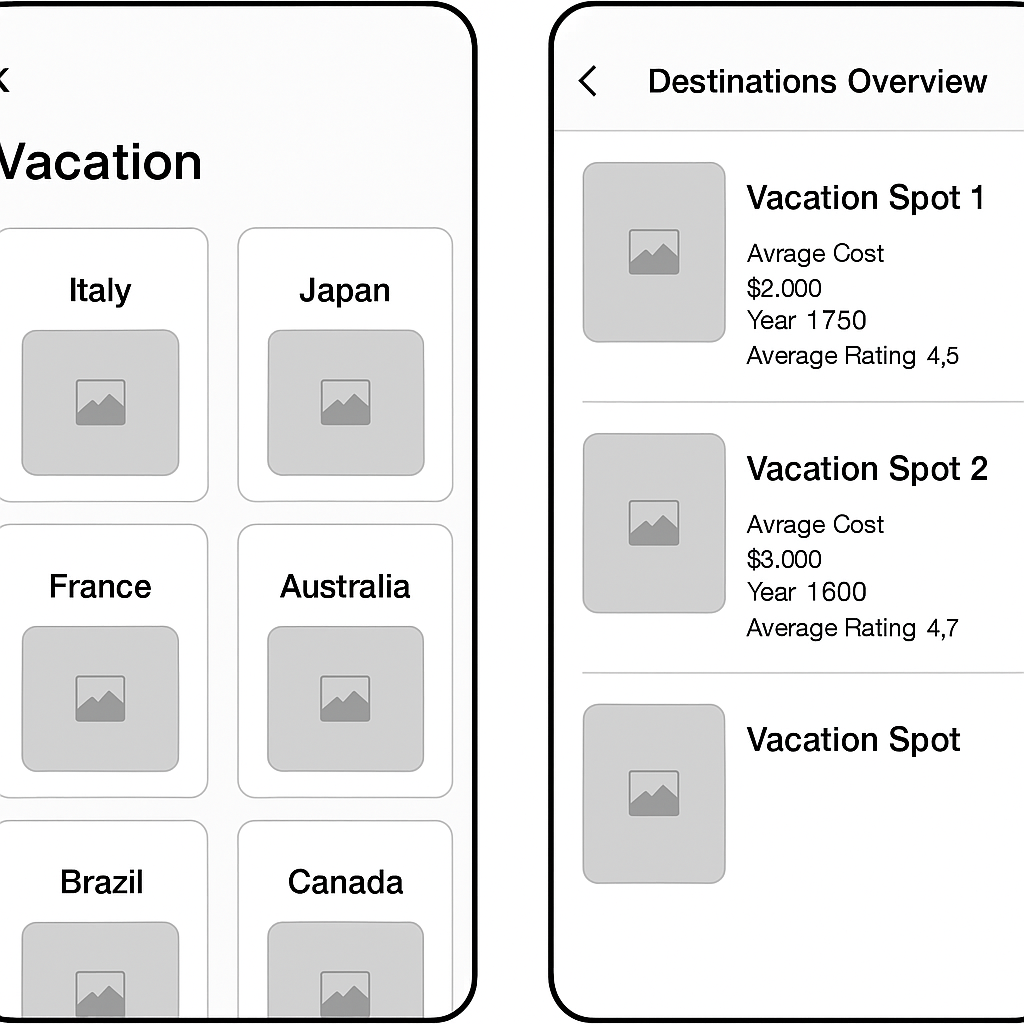 Vacation
Italy
Japan
France
Australia
Brazil
Canada
Destinations Overview
Vacation Spot 1
Avrage Cost
$2.000
Year 1750
Average Rating 4,5
Vacation Spot 2
Avrage Cost
$3.000
Year 1600
Average Rating 4,7
Vacation Spot